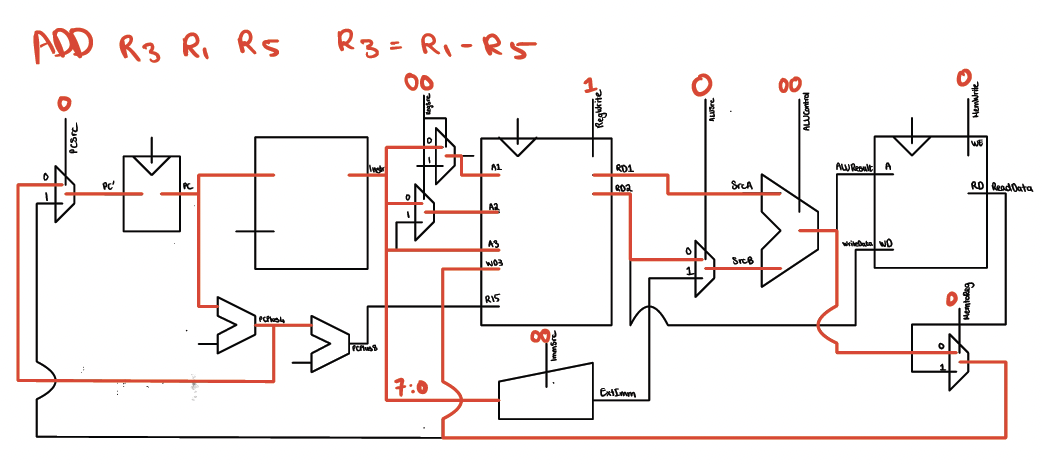 ADD R3 R1 R5 R3 = R1 - R5
0 00 1 0 00 0
PCSrc RegSrc RegWrite ALUSrc ALUControl MemWrite
0 1
PC' PC Instr
0 1
0 1
A1 RD1 SrcA ALUResult A WE
RD2 RD ReadData
A2
A3 WriteData WD
WD3 0 SrcB
1
R15
0 MemtoReg
PCPlus4 PCPlus8
00 ImmSrc
0
1
7:0 ExtImm